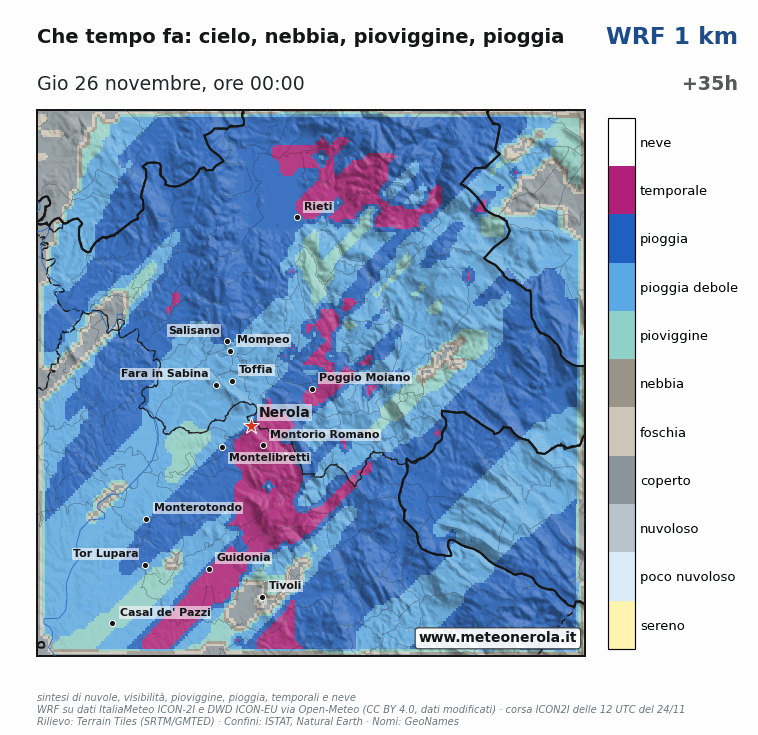 Che tempo fa: cielo, nebbia, pioviggine, pioggia
WRF 1 km
Gio 26 novembre, ore 00:00
+35h
neve
temporale
pioggia
pioggia debole
pioviggine
nebbia
foschia
coperto
nuvoloso
poco nuvoloso
sereno
Rieti
Salisano
Mompeo
Toffia
Fara in Sabina
Poggio Moiano
Nerola
Montorio Romano
Montelibretti
Monterotondo
Tor Lupara
Guidonia
Tivoli
Casal de' Pazzi
www.meteonerola.it
sintesi di nuvole, visibilità, pioviggine, pioggia, temporali e neve
WRF su dati ItaliaMeteo ICON-2I e DWD ICON-EU via Open-Meteo (CC BY 4.0, dati modificati) · corsa ICON2I delle 12 UTC del 24/11
Rilievo: Terrain Tiles (SRTM/GMTED) · Confini: ISTAT, Natural Earth · Nomi: GeoNames